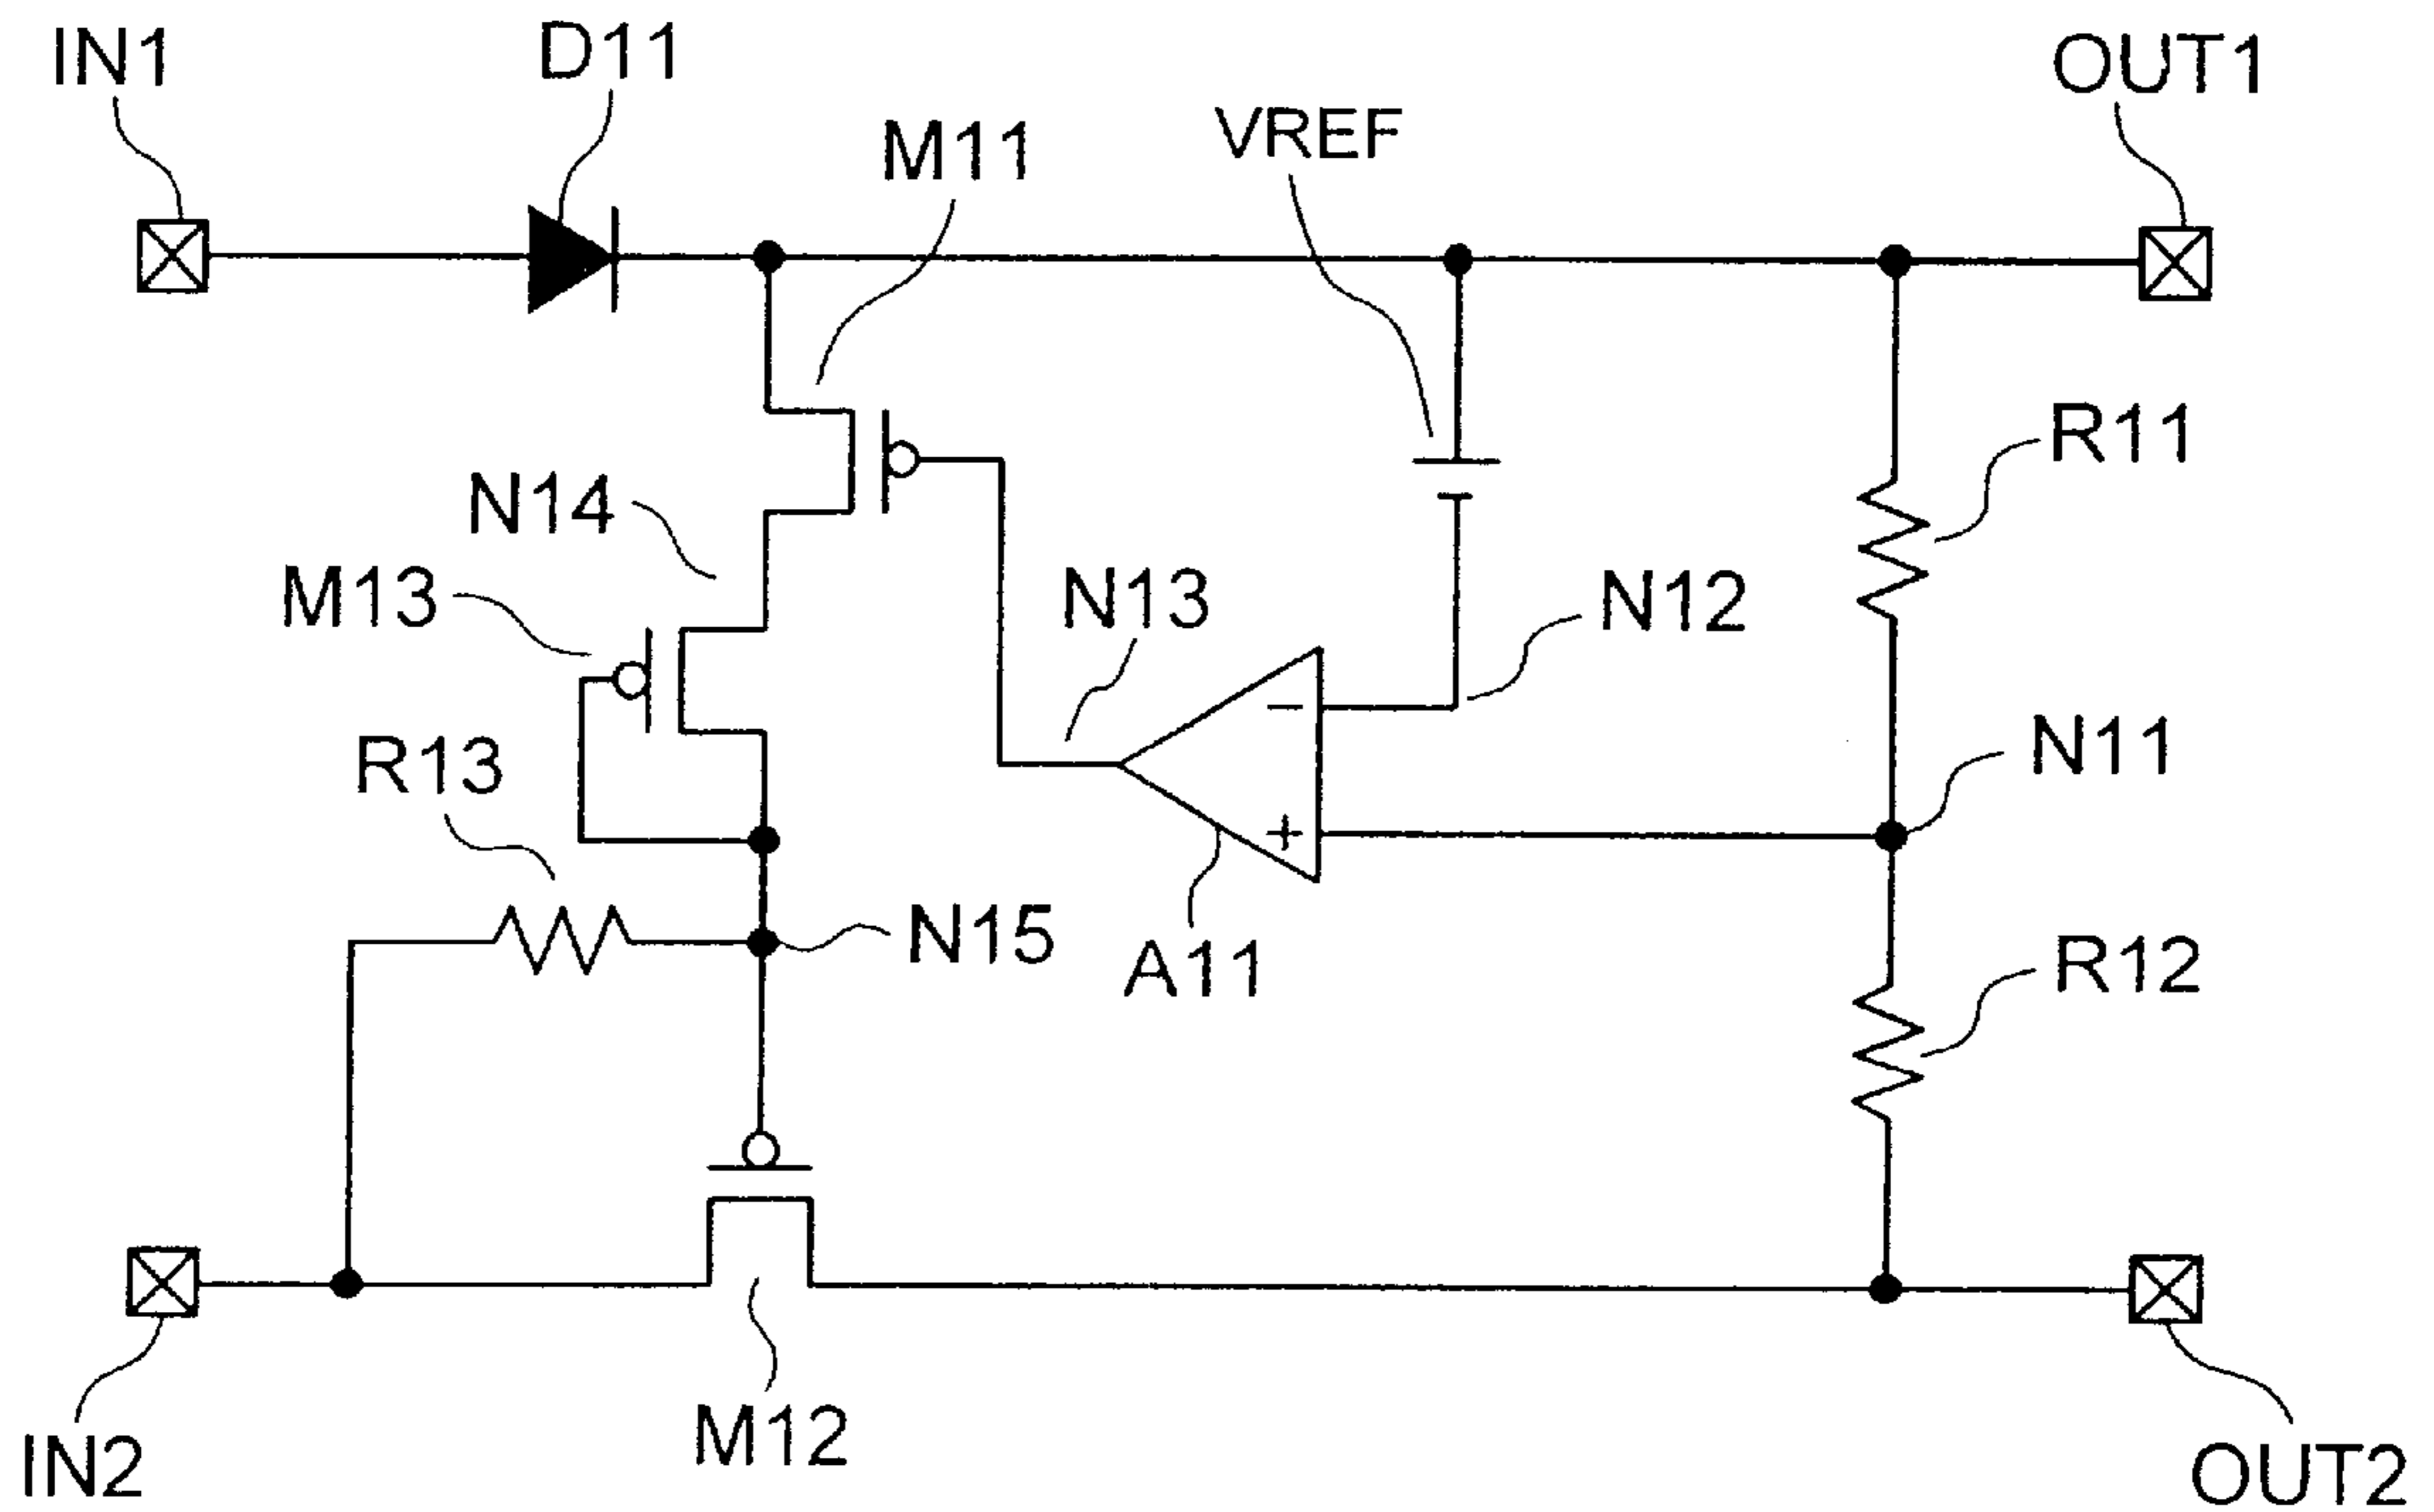 IN1
D11
OUT1
M11
VREF
R11
N14
M13
N13
N12
R13
−
N11
+
N15
A11
R12
M12
IN2
OUT2